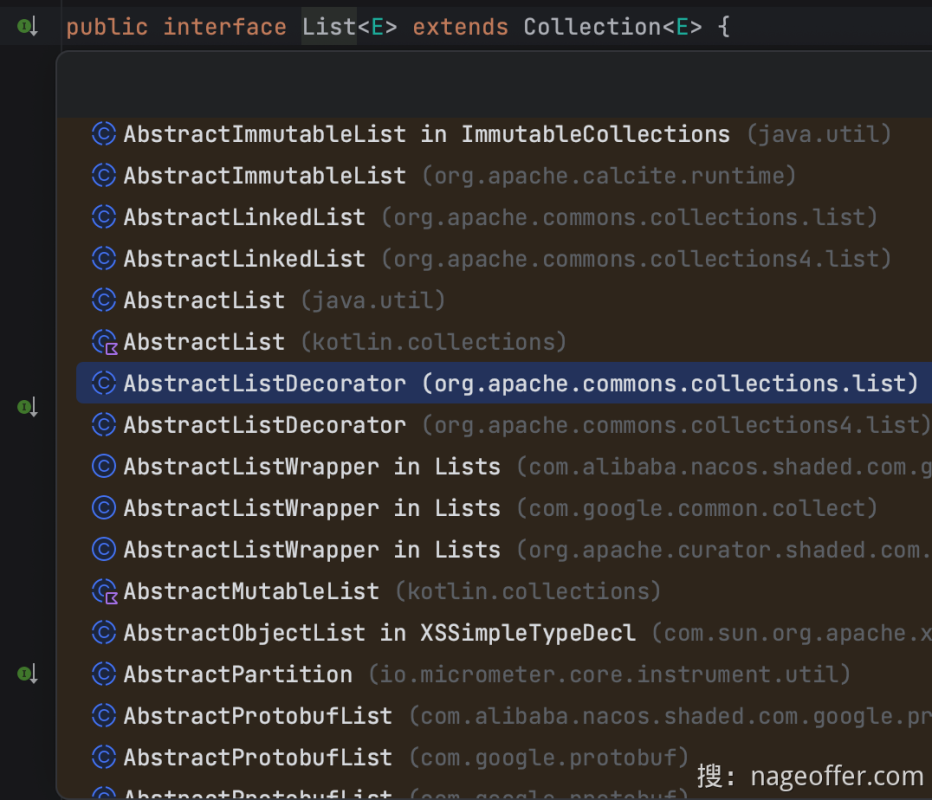 public interface List<E> extends Collection<E> {
AbstractImmutableList in ImmutableCollections (java.util)
AbstractImmutableList (org.apache.calcite.runtime)
AbstractLinkedList (org.apache.commons.collections.list)
AbstractLinkedList (org.apache.commons.collections4.list)
AbstractList (java.util)
AbstractList (kotlin.collections)
AbstractListDecorator (org.apache.commons.collections.list)
AbstractListDecorator (org.apache.commons.collections4.list)
AbstractListWrapper in Lists (com.alibaba.nacos.shaded.com.g
AbstractListWrapper in Lists (com.google.common.collect)
AbstractListWrapper in Lists (org.apache.curator.shaded.com.
AbstractMutableList (kotlin.collections)
AbstractObjectList in XSSimpleTypeDecl (com.sun.org.apache.x
AbstractPartition (io.micrometer.core.instrument.util)
AbstractProtobufList (com.alibaba.nacos.shaded.com.google.pr
AbstractProtobufList (com.google.protobuf)
AbstractProtobufList (com.google.protobuf)
搜：nageoffer.com